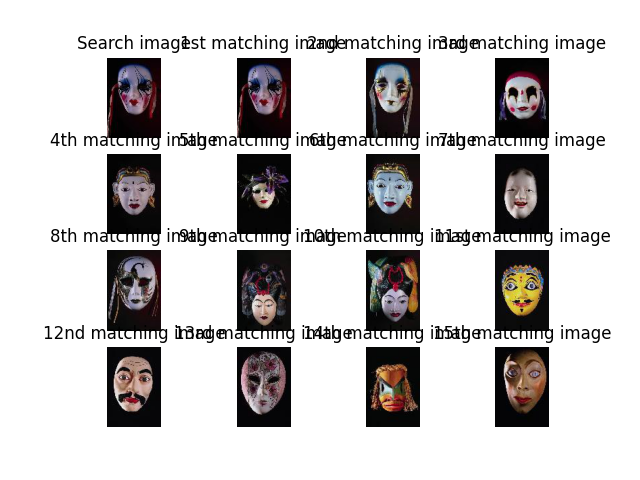 Search image 1st matching image 2nd matching image 3rd matching image
4th matching image 5th matching image 6th matching image 7th matching image
8th matching image 9th matching image 10th matching image 11st matching image
12nd matching image 13rd matching image 14th matching image 15th matching image